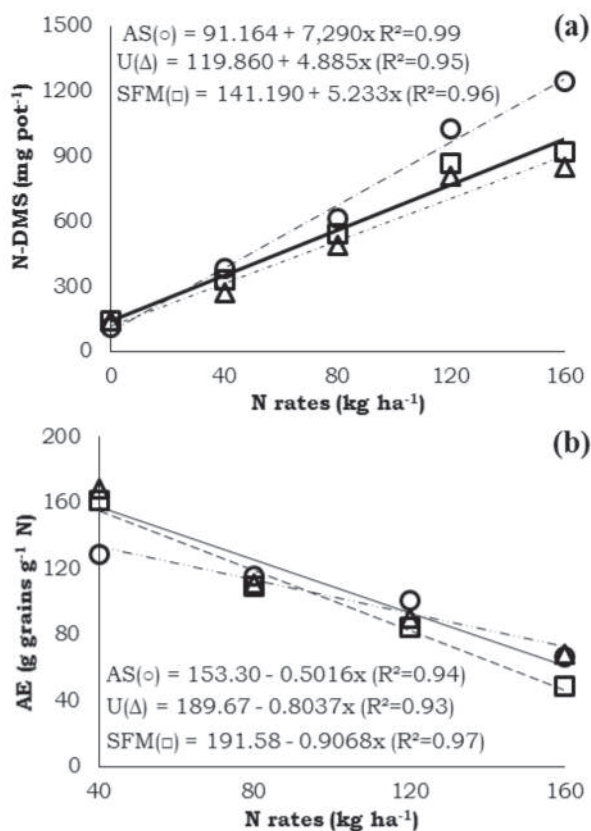 (a)
AS(○) = 91.164 + 7,290x R²=0.99
U(Δ) = 119.860 + 4.885x (R²=0.95)
SFM(□) = 141.190 + 5.233x (R²=0.96)
N-DMS (mg pot⁻¹)
1500
1200
900
600
300
0
0 40 80 120 160
N rates (kg ha⁻¹)
(b)
AE (g grains g⁻¹ N)
200
160
120
80
40
0
AS(○) = 153.30 - 0.5016x (R²=0.94)
U(Δ) = 189.67 - 0.8037x (R²=0.93)
SFM(□) = 191.58 - 0.9068x (R²=0.97)
40 80 120 160
N rates (kg ha⁻¹)